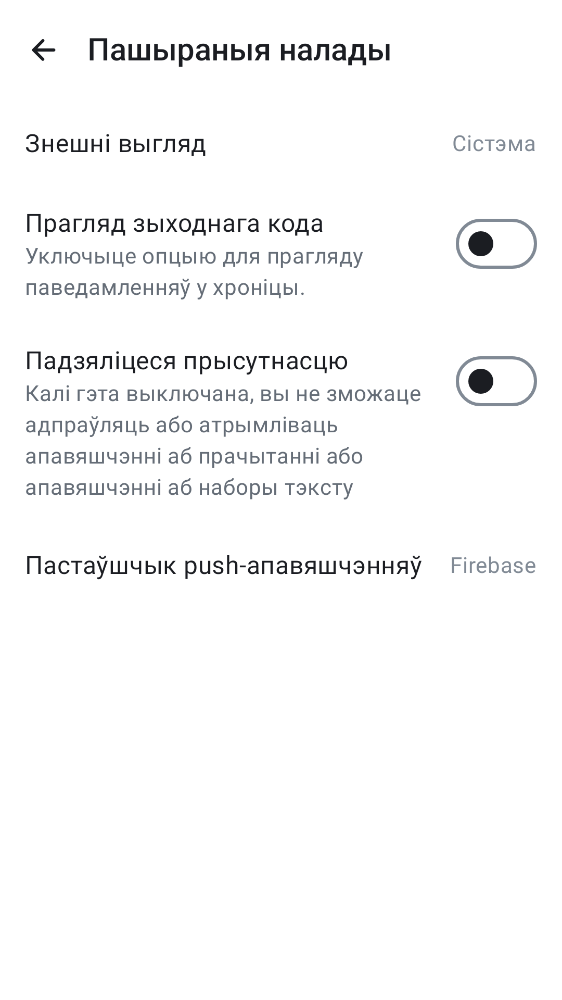 Пашыраныя налады
Знешні выгляд
Сістэма
Прагляд зыходнага кода
Уключыце опцыю для прагляду
паведамленняў у хроніцы.
Падзяліцеся прысутнасцю
Калі гэта выключана, вы не зможаце
адпраўляць або атрымліваць
апавяшчэнні аб прачытанні або
апавяшчэнні аб наборы тэксту
Пастаўшчык push-апавяшчэнняў
Firebase